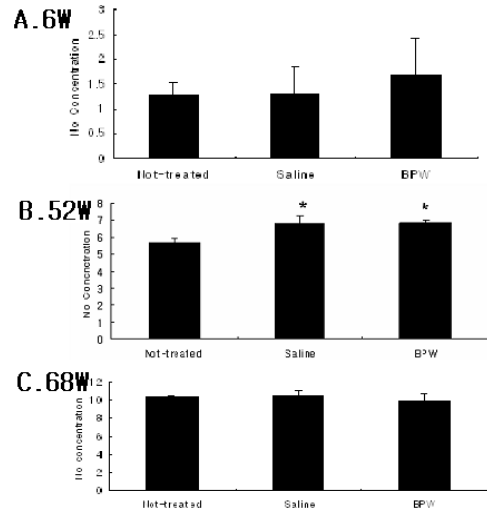 A.6W
No Concentration
3
2.5
2
1.5
1
0.5
0
Not-treated Saline BPW
B.52W
No Concentration
8
7
6
5
4
3
2
1
0
* *
Not-treated Saline BPW
C.68W
No concentration
12
10
8
6
4
2
0
Not-treated Saline BPW